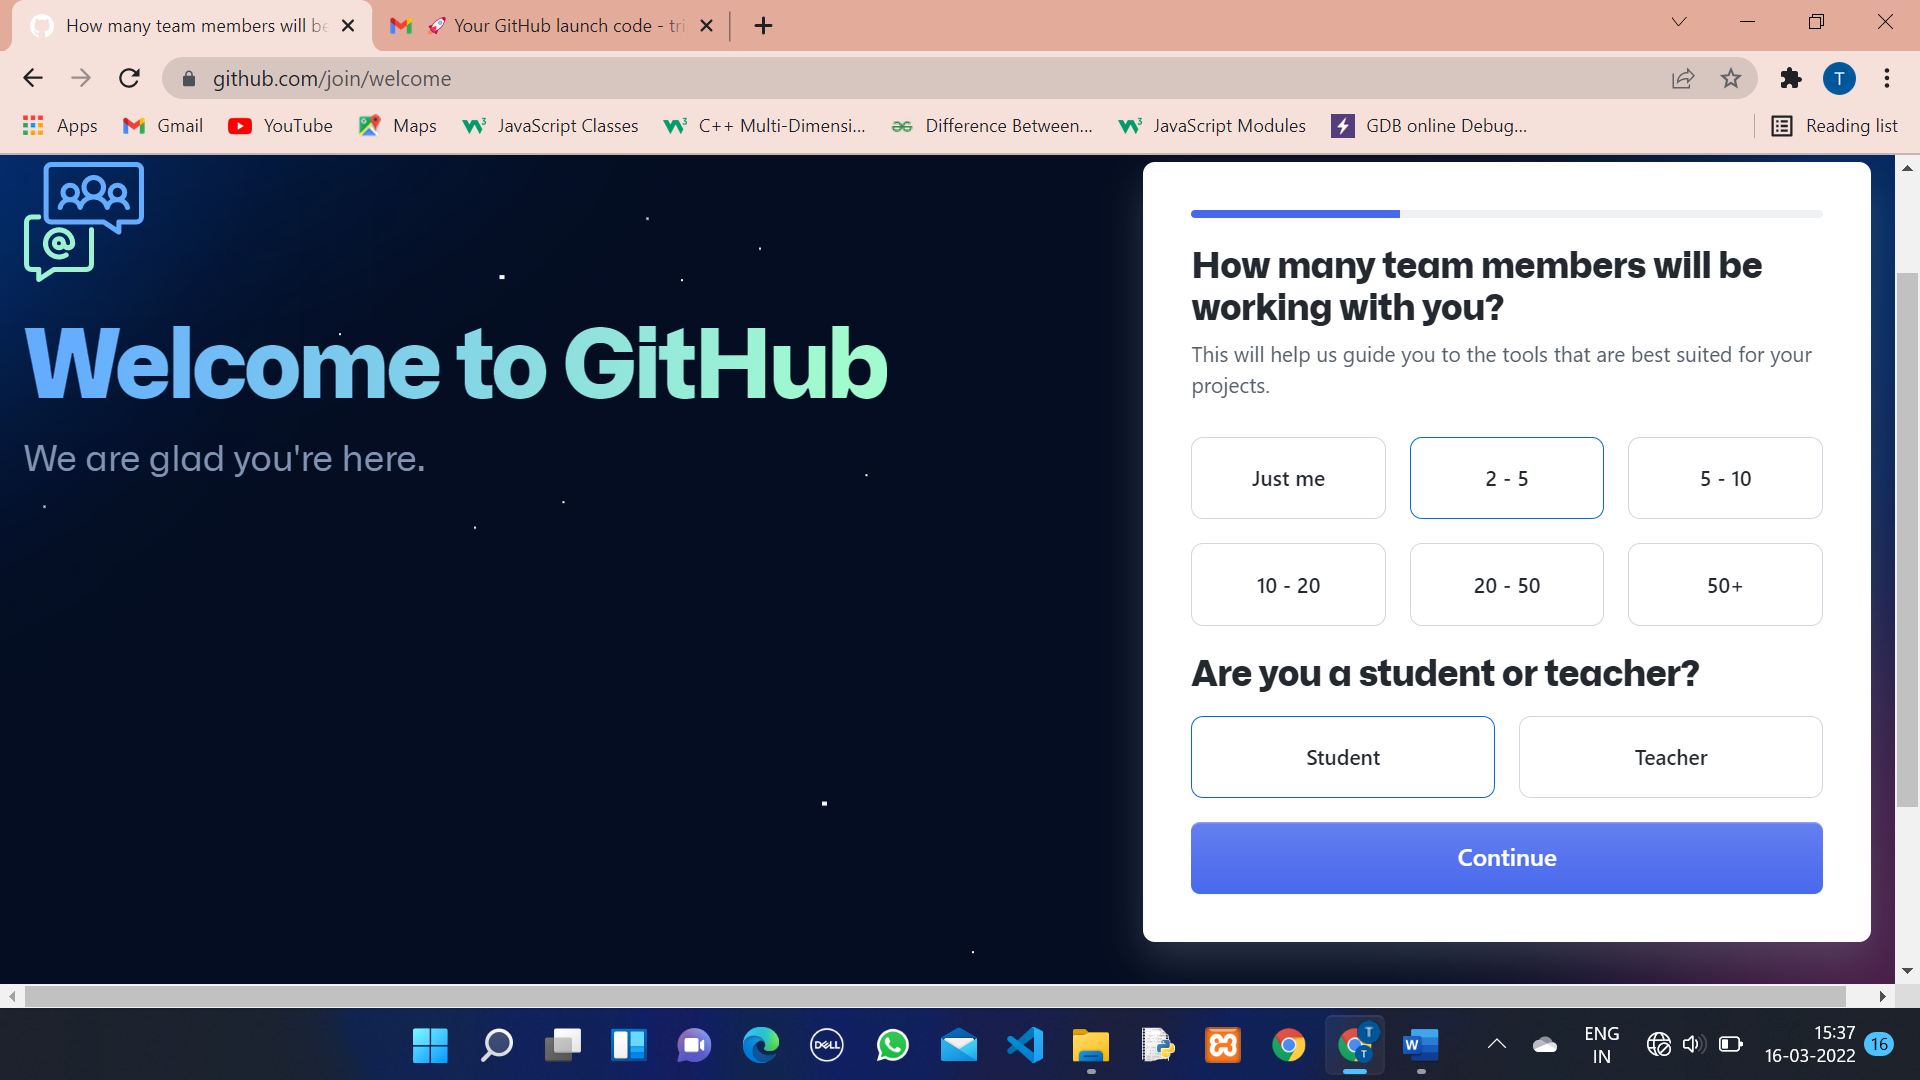 How many team members will be
🚀 Your GitHub launch code - tri
github.com/join/welcome
T
Apps
Gmail
YouTube
Maps
JavaScript Classes
C++ Multi-Dimensi...
Difference Between...
JavaScript Modules
GDB online Debug...
Reading list
@
Welcome to GitHub
We are glad you're here.
How many team members will be
working with you?
This will help us guide you to the tools that are best suited for your
projects.
Just me
2 - 5
5 - 10
10 - 20
20 - 50
50+
Are you a student or teacher?
Student
Teacher
Continue
DELL
T
T
W
ENG
IN
15:37
16-03-2022
16